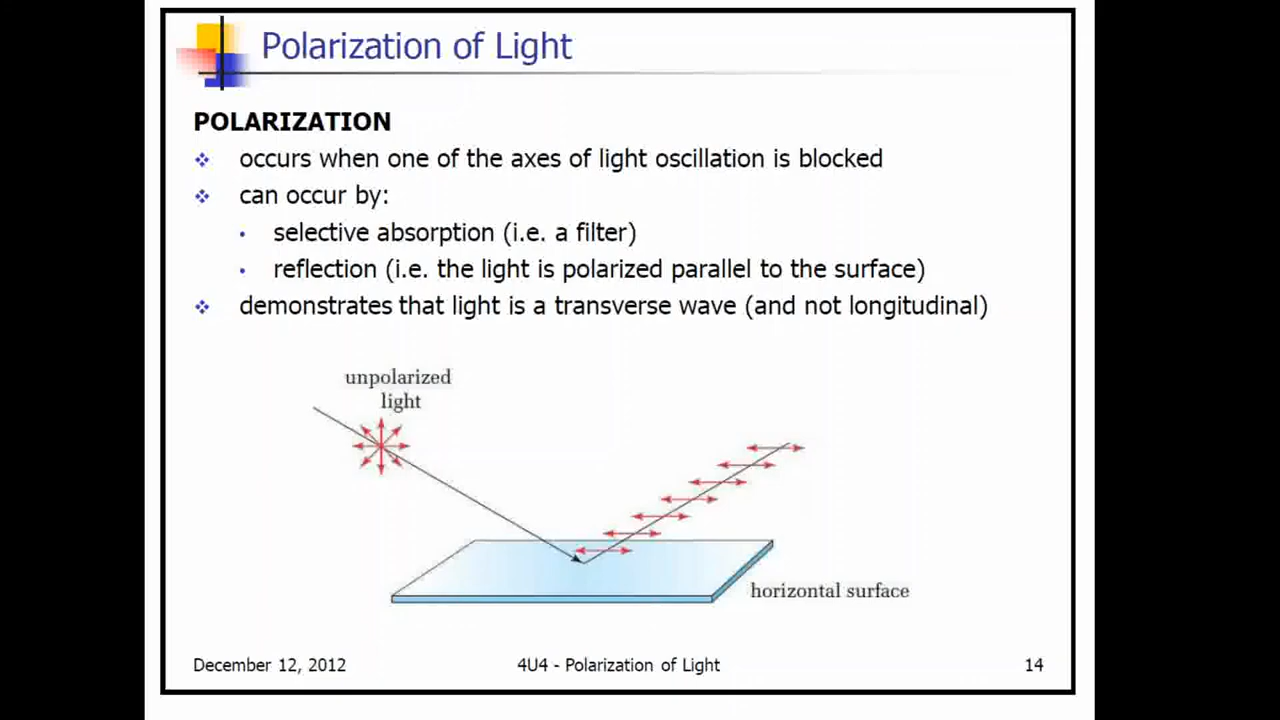 Polarization of Light
POLARIZATION
occurs when one of the axes of light oscillation is blocked
can occur by:
selective absorption (i.e. a filter)
reflection (i.e. the light is polarized parallel to the surface)
demonstrates that light is a transverse wave (and not longitudinal)
unpolarized
light
horizontal surface
December 12, 2012 4U4 - Polarization of Light 14